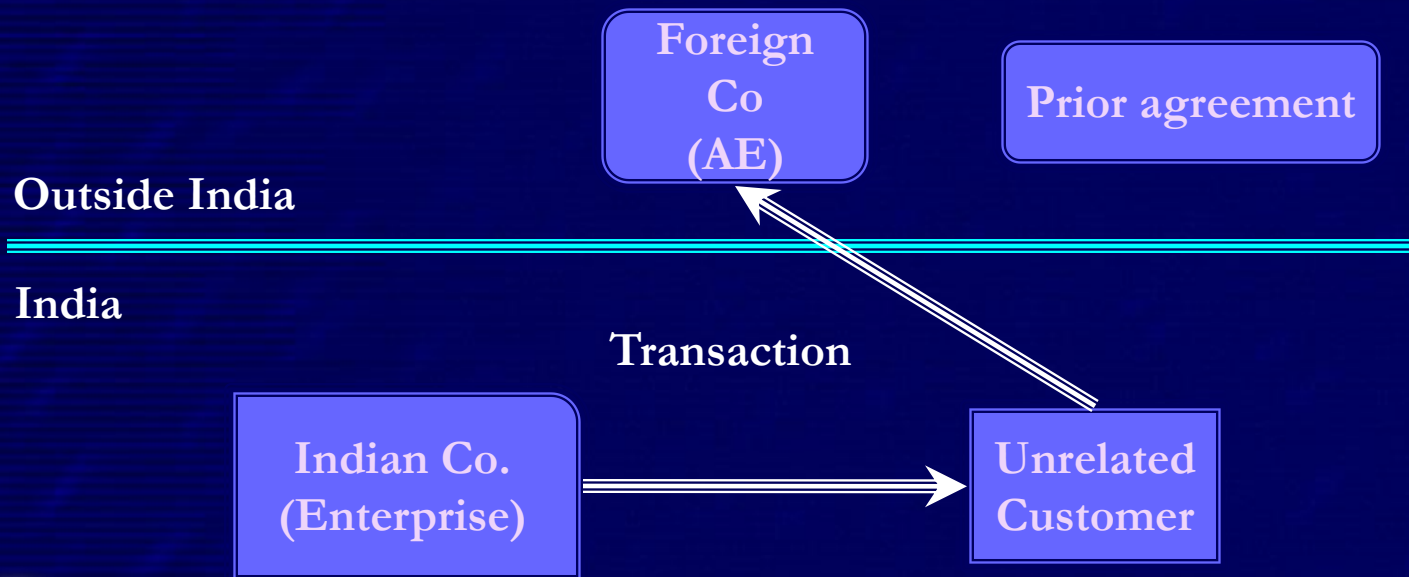 Foreign
Co
(AE)
Prior agreement
Outside India
India
Transaction
Indian Co.
(Enterprise)
Unrelated
Customer